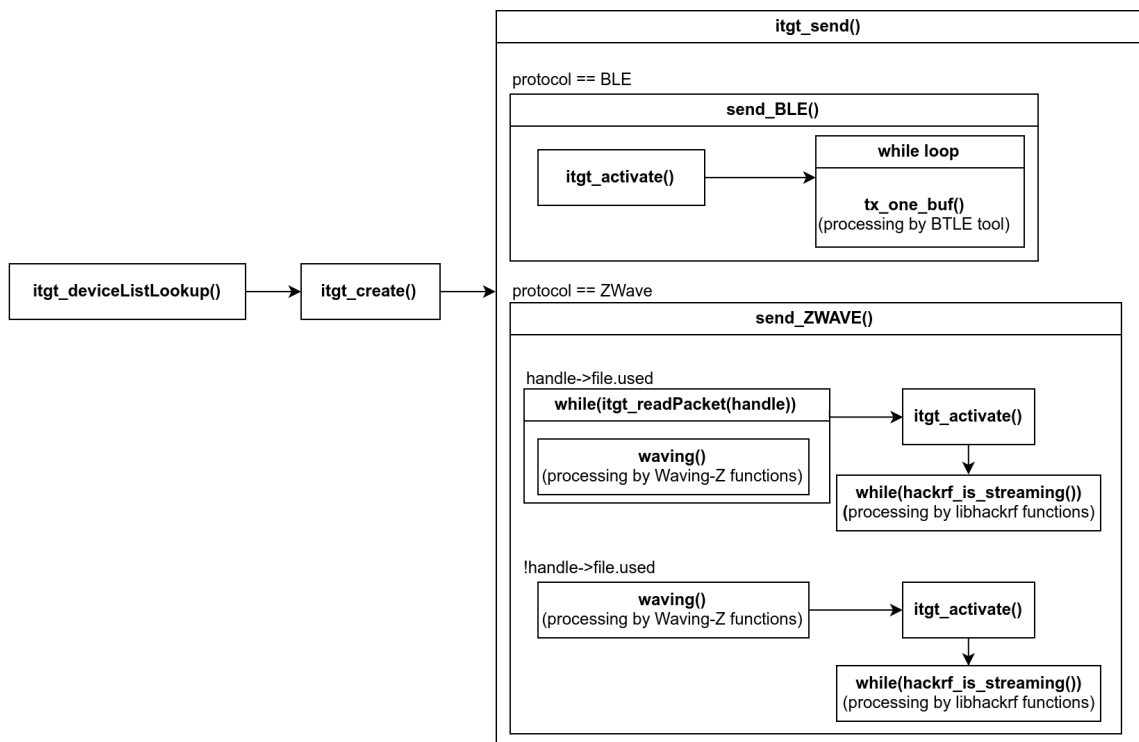 itgt_send()
protocol == BLE
send_BLE()
itgt_activate()
while loop
tx_one_buf()
(processing by BTLE tool)
itgt_deviceListLookup()
itgt_create()
protocol == ZWave
send_ZWAVE()
handle->file.used
while(itgt_readPacket(handle))
waving()
(processing by Waving-Z functions)
itgt_activate()
while(hackrf_is_streaming())
(processing by libhackrf functions)
!handle->file.used
waving()
(processing by Waving-Z functions)
itgt_activate()
while(hackrf_is_streaming())
(processing by libhackrf functions)